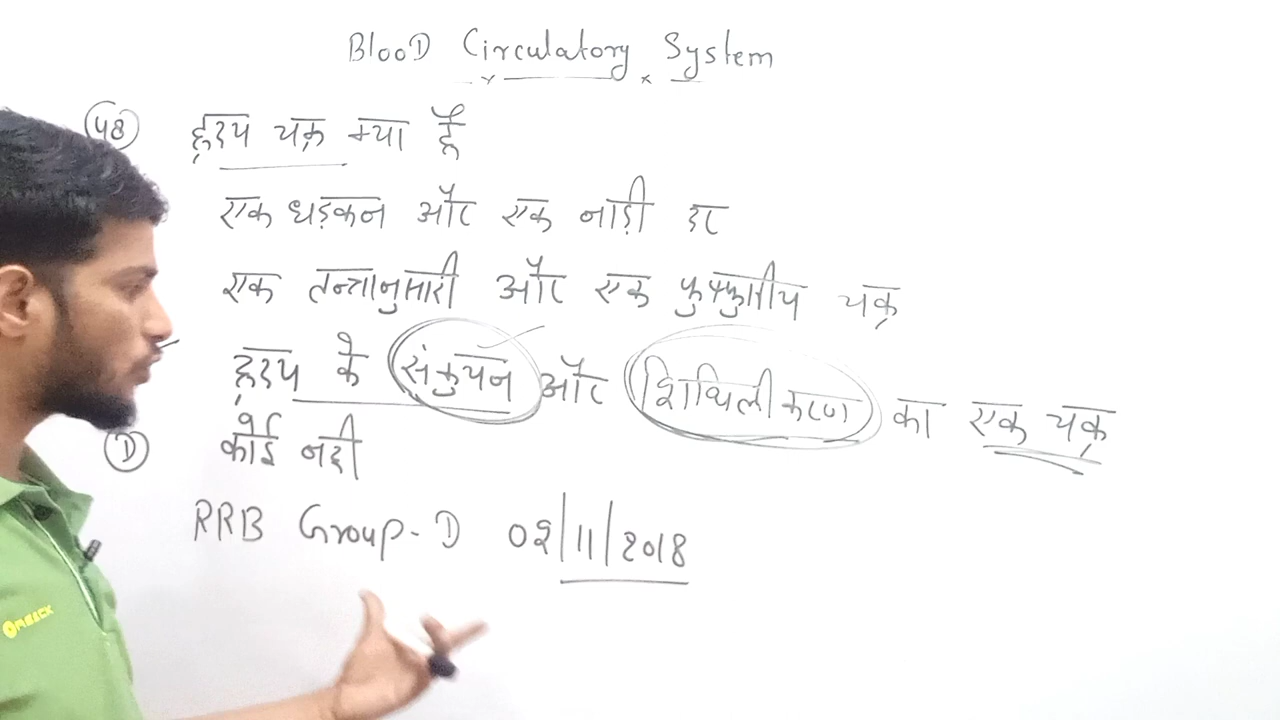 BlooD Circulatory System
48 हृदय चक्र क्या है
एक धड़कन और एक नाड़ी दर
एक तन्त्रानुसारी और एक फुफ्फुसीय चक्र
हृदय के संकुचन और शिथिलीकरण का एक चक्र
D कोई नही
RRB Group-D 02/11/2018